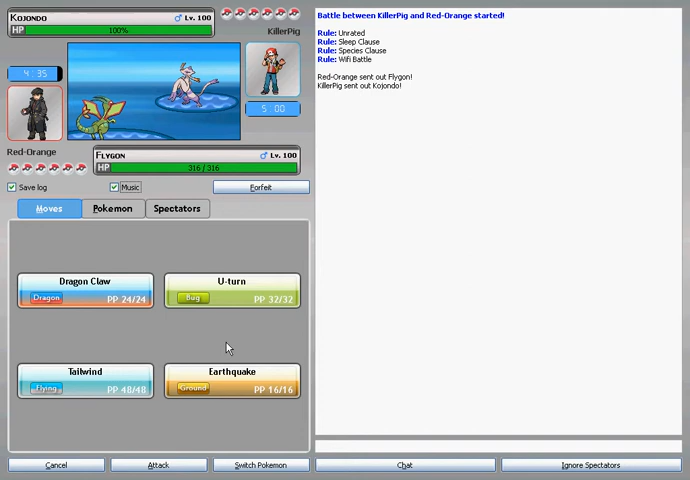 Kojondo ♂ Lv. 100
HP 100%
KillerPig
4:35
5:00
Red-Orange
Flygon ♂ Lv. 100
HP 316 / 316
Save log
Music
Forfeit
Moves
Pokemon
Spectators
Dragon Claw
Dragon PP 24/24
U-turn
Bug PP 32/32
Tailwind
Flying PP 48/48
Earthquake
Ground PP 16/16
Cancel
Attack
Switch Pokemon
Battle between KillerPig and Red-Orange started!
Rule: Unrated
Rule: Sleep Clause
Rule: Species Clause
Rule: Wifi Battle
Red-Orange sent out Flygon!
KillerPig sent out Kojondo!
Chat
Ignore Spectators